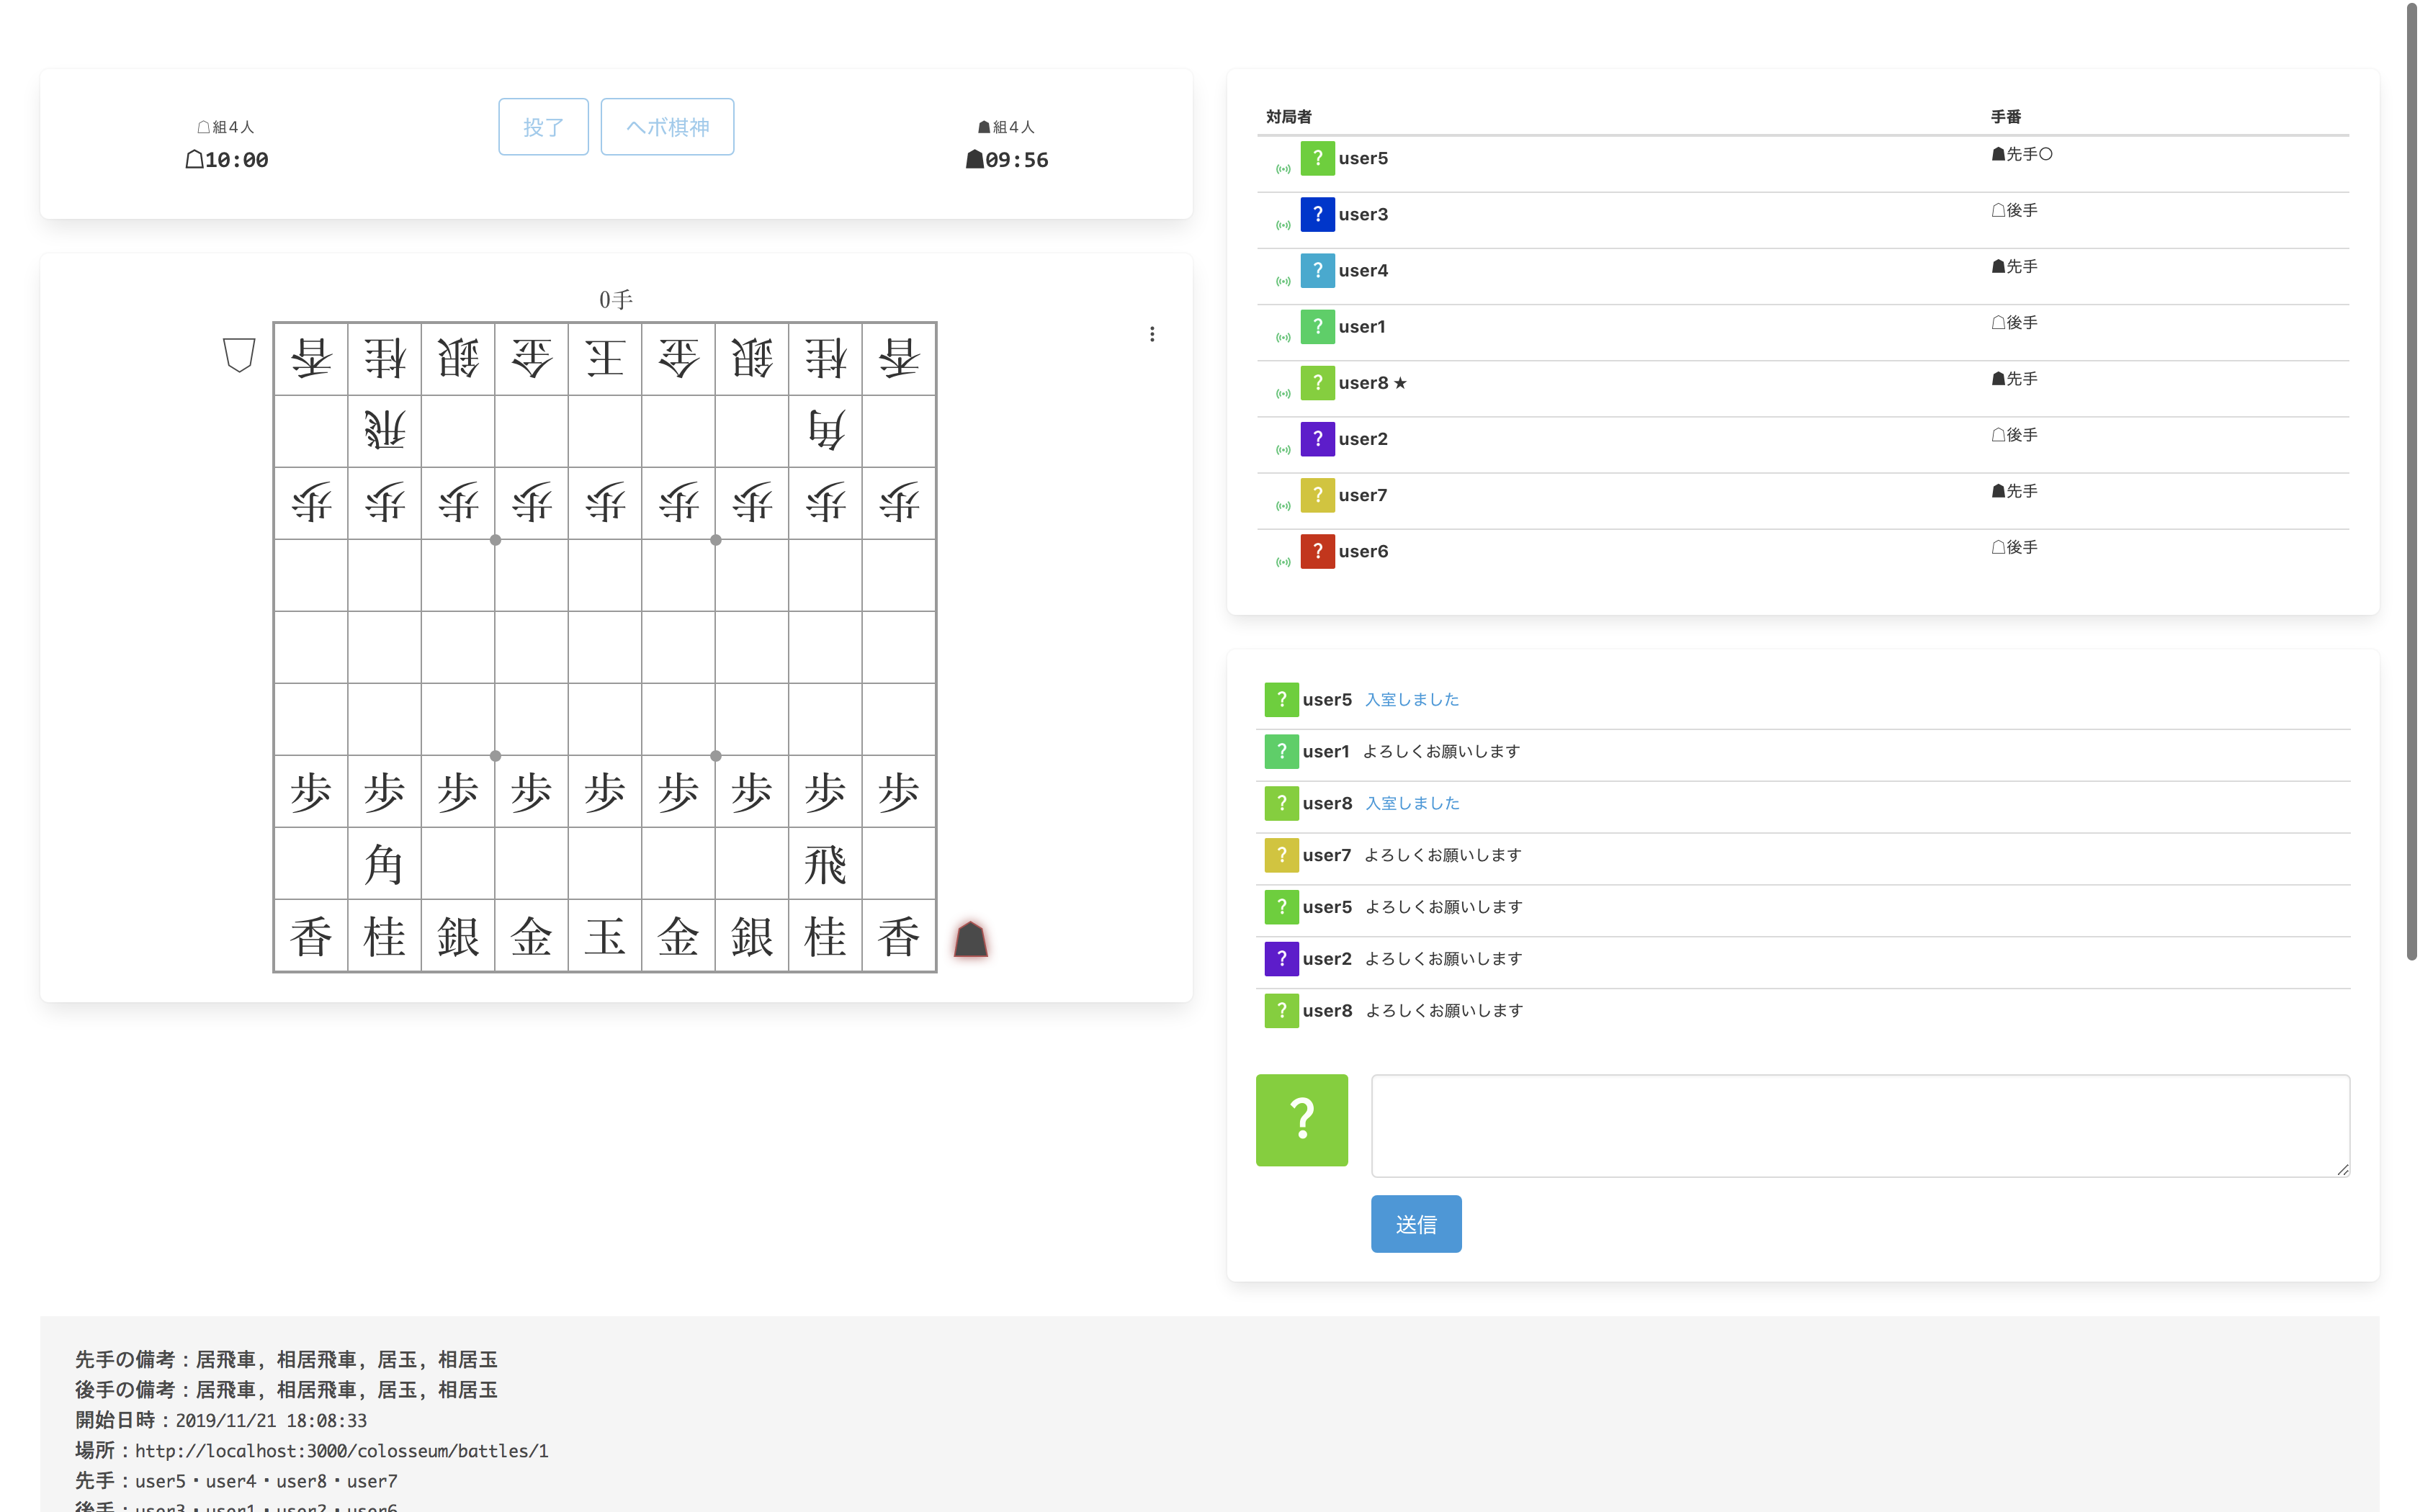 ☖組4人
☖10:00
投了
ヘボ棋神
☗組4人
☗09:56
0手
香桂銀金王金銀桂香
飛角
歩歩歩歩歩歩歩歩歩
歩歩歩歩歩歩歩歩歩
角飛
香桂銀金玉金銀桂香
対局者 手番
? user5 ☗先手〇
? user3 ☖後手
? user4 ☗先手
? user1 ☖後手
? user8 ★ ☗先手
? user2 ☖後手
? user7 ☗先手
? user6 ☖後手
? user5 入室しました
? user1 よろしくお願いします
? user8 入室しました
? user7 よろしくお願いします
? user5 よろしくお願いします
? user2 よろしくお願いします
? user8 よろしくお願いします
?
送信
先手の備考：居飛車, 相居飛車, 居玉, 相居玉
後手の備考：居飛車, 相居飛車, 居玉, 相居玉
開始日時：2019/11/21 18:08:33
場所：http://localhost:3000/colosseum/battles/1
先手：user5・user4・user8・user7
後手：user3・user1・user2・user6